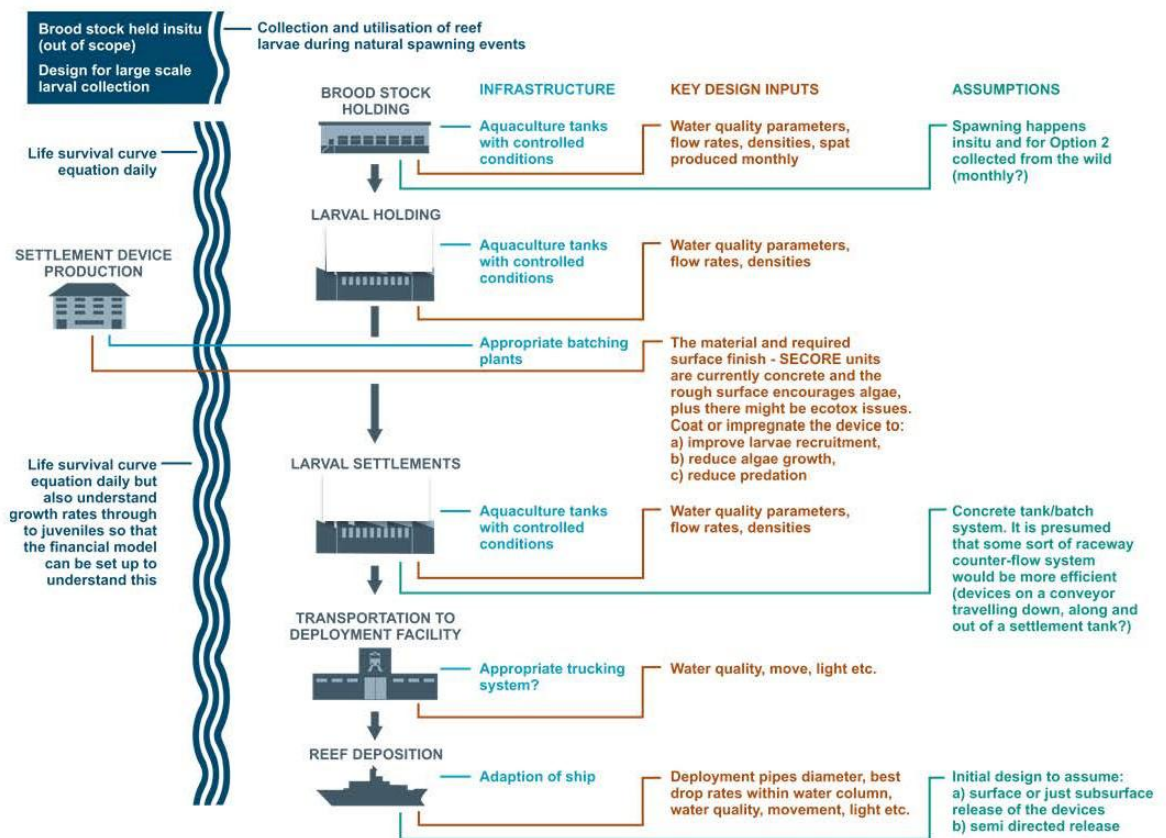 Brood stock held insitu
(out of scope)
Design for large scale
larval collection
Collection and utilisation of reef
larvae during natural spawning events
INFRASTRUCTURE
KEY DESIGN INPUTS
ASSUMPTIONS
BROOD STOCK
HOLDING
Aquaculture tanks
with controlled
conditions
Water quality parameters,
flow rates, densities, spat
produced monthly
Spawning happens
insitu and for Option 2
collected from the wild
(monthly?)
Life survival curve
equation daily
LARVAL HOLDING
Aquaculture tanks
with controlled
conditions
Water quality parameters,
flow rates, densities
SETTLEMENT DEVICE
PRODUCTION
Appropriate batching
plants
The material and required
surface finish - SECORE units
are currently concrete and the
rough surface encourages algae,
plus there might be ecotox issues.
Coat or impregnate the device to:
a) improve larvae recruitment,
b) reduce algae growth,
c) reduce predation
Life survival curve
equation daily but
also understand
growth rates through
to juveniles so that
the financial model
can be set up to
understand this
LARVAL SETTLEMENTS
Aquaculture tanks
with controlled
conditions
Water quality parameters,
flow rates, densities
Concrete tank/batch
system. It is presumed
that some sort of raceway
counter-flow system
would be more efficient
(devices on a conveyor
travelling down, along and
out of a settlement tank?)
TRANSPORTATION TO
DEPLOYMENT FACILITY
Appropriate trucking
system?
Water quality, move, light etc.
REEF DEPOSITION
Adaption of ship
Deployment pipes diameter, best
drop rates within water column,
water quality, movement, light etc.
Initial design to assume:
a) surface or just subsurface
release of the devices
b) semi directed release